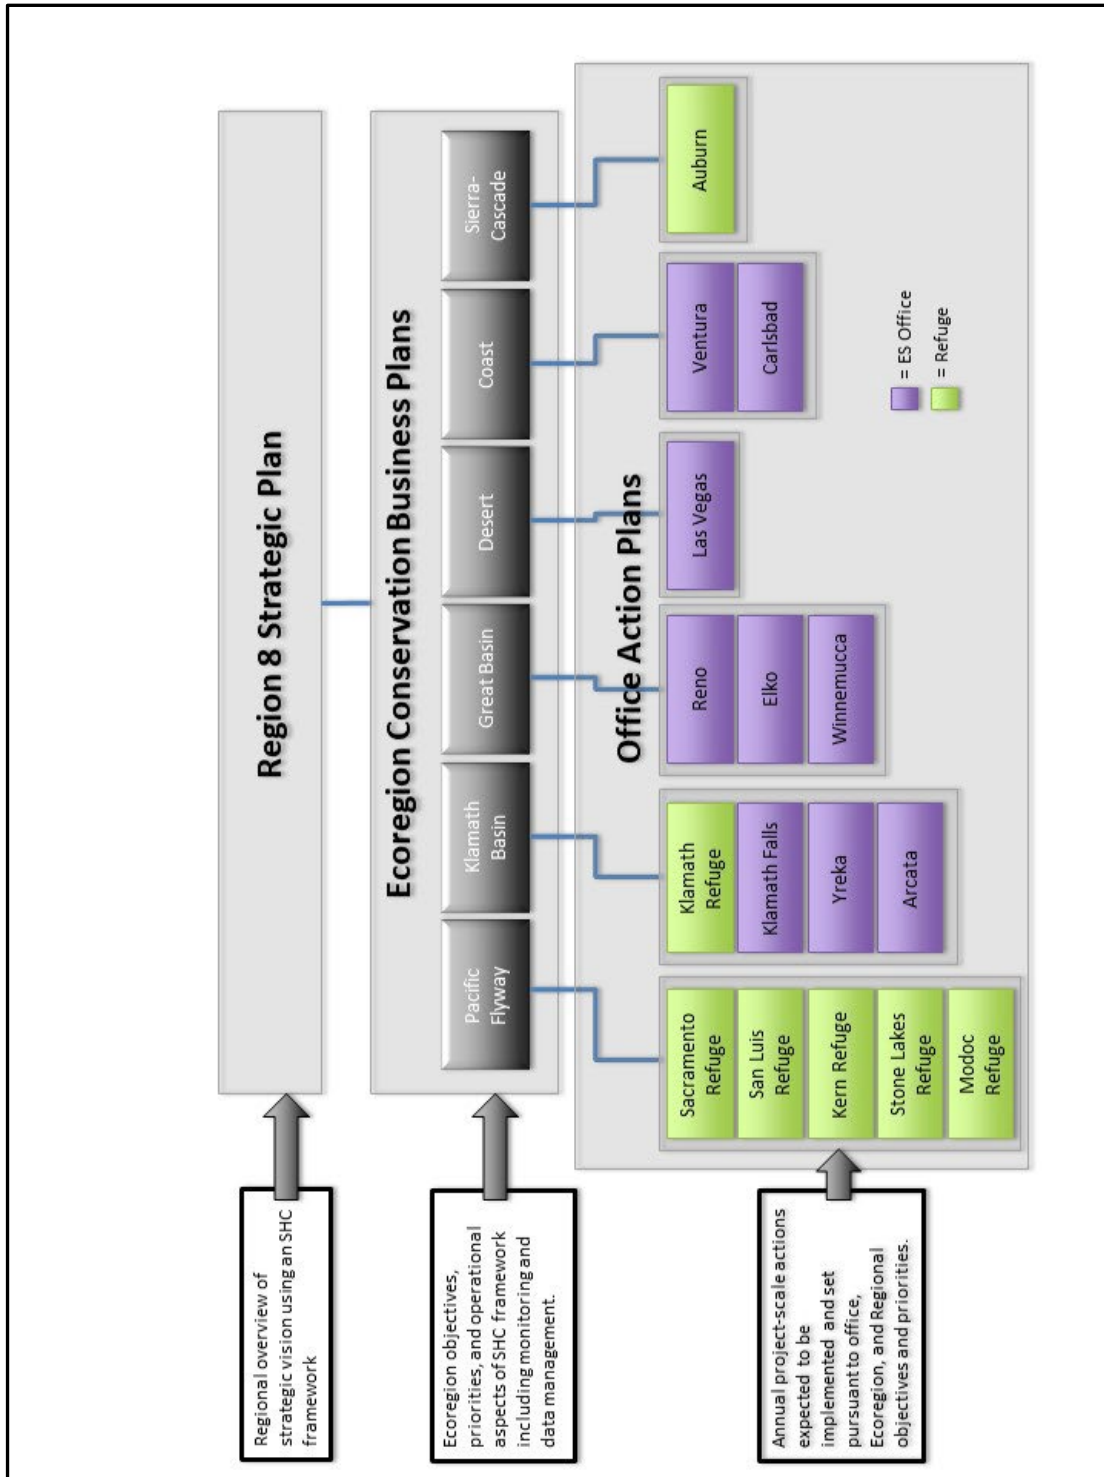 Regional overview of
strategic vision using an SHC
framework
Region 8 Strategic Plan
Ecoregion objectives,
priorities, and operational
aspects of SHC framework
including monitoring and
data management.
Ecoregion Conservation Business Plans
Pacific
Flyway
Klamath
Basin
Great Basin
Desert
Coast
Sierra-
Cascade
Annual project-scale actions
expected to be
implemented and set
pursuant to office,
Ecoregion, and Regional
objectives and priorities.
Office Action Plans
Sacramento
Refuge
San Luis
Refuge
Kern Refuge
Stone Lakes
Refuge
Modoc
Refuge
Klamath
Refuge
Klamath Falls
Yreka
Arcata
Reno
Elko
Winnemucca
Las Vegas
Ventura
Carlsbad
Auburn
= ES Office
= Refuge